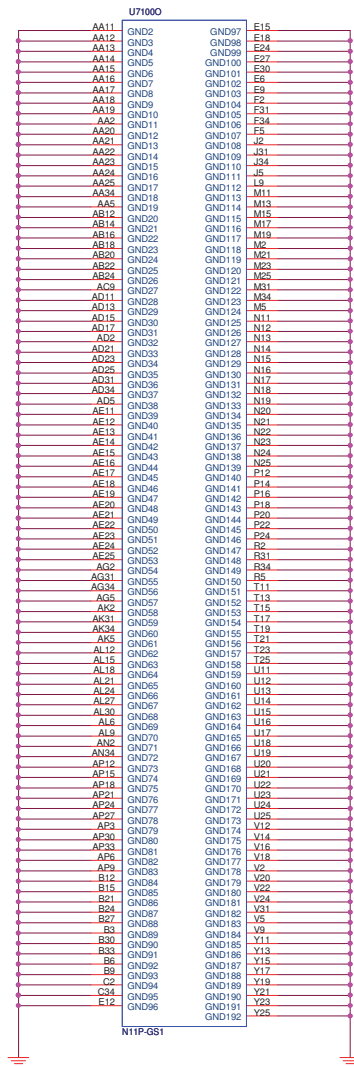 U7100O
AA11 GND2 GND97 E15
AA12 GND3 GND98 E18
AA13 GND4 GND99 E24
AA14 GND5 GND100 E27
AA15 GND6 GND101 E30
AA16 GND7 GND102 E6
AA17 GND8 GND103 E9
AA18 GND9 GND104 F2
AA19 GND10 GND105 F31
AA2 GND11 GND106 F34
AA20 GND12 GND107 F5
AA21 GND13 GND108 J2
AA22 GND14 GND109 J31
AA23 GND15 GND110 J34
AA24 GND16 GND111 J5
AA25 GND17 GND112 L9
AA34 GND18 GND113 M11
AA5 GND19 GND114 M13
AB12 GND20 GND115 M15
AB14 GND21 GND116 M17
AB16 GND22 GND117 M19
AB18 GND23 GND118 M2
AB20 GND24 GND119 M21
AB22 GND25 GND120 M23
AB24 GND26 GND121 M25
AC9 GND27 GND122 M31
AD11 GND28 GND123 M34
AD13 GND29 GND124 M5
AD15 GND30 GND125 N11
AD17 GND31 GND126 N12
AD2 GND32 GND127 N13
AD21 GND33 GND128 N14
AD23 GND34 GND129 N15
AD25 GND35 GND130 N16
AD31 GND36 GND131 N17
AD34 GND37 GND132 N18
AD5 GND38 GND133 N19
AE11 GND39 GND134 N20
AE12 GND40 GND135 N21
AE13 GND41 GND136 N22
AE14 GND42 GND137 N23
AE15 GND43 GND138 N24
AE16 GND44 GND139 N25
AE17 GND45 GND140 P12
AE18 GND46 GND141 P14
AE19 GND47 GND142 P16
AE20 GND48 GND143 P18
AE21 GND49 GND144 P20
AE22 GND50 GND145 P22
AE23 GND51 GND146 P24
AE24 GND52 GND147 R2
AE25 GND53 GND148 R31
AG2 GND54 GND149 R34
AG31 GND55 GND150 R5
AG34 GND56 GND151 T11
AG5 GND57 GND152 T13
AK2 GND58 GND153 T15
AK31 GND59 GND154 T17
AK34 GND60 GND155 T19
AK5 GND61 GND156 T21
AL12 GND62 GND157 T23
AL15 GND63 GND158 T25
AL18 GND64 GND159 U11
AL21 GND65 GND160 U12
AL24 GND66 GND161 U13
AL27 GND67 GND162 U14
AL30 GND68 GND163 U15
AL6 GND69 GND164 U16
AL9 GND70 GND165 U17
AN2 GND71 GND166 U18
AN34 GND72 GND167 U19
AP12 GND73 GND168 U20
AP15 GND74 GND169 U21
AP18 GND75 GND170 U22
AP21 GND76 GND171 U23
AP24 GND77 GND172 U24
AP27 GND78 GND173 U25
AP3 GND79 GND174 V12
AP30 GND80 GND175 V14
AP33 GND81 GND176 V16
AP6 GND82 GND177 V18
AP9 GND83 GND178 V2
B12 GND84 GND179 V20
B15 GND85 GND180 V22
B21 GND86 GND181 V24
B24 GND87 GND182 V31
B27 GND88 GND183 V5
B3 GND89 GND184 V9
B30 GND90 GND185 Y11
B33 GND91 GND186 Y13
B6 GND92 GND187 Y15
B9 GND93 GND188 Y17
C2 GND94 GND189 Y19
C34 GND95 GND190 Y21
E12 GND96 GND191 Y23
GND192 Y25
N11P-GS1